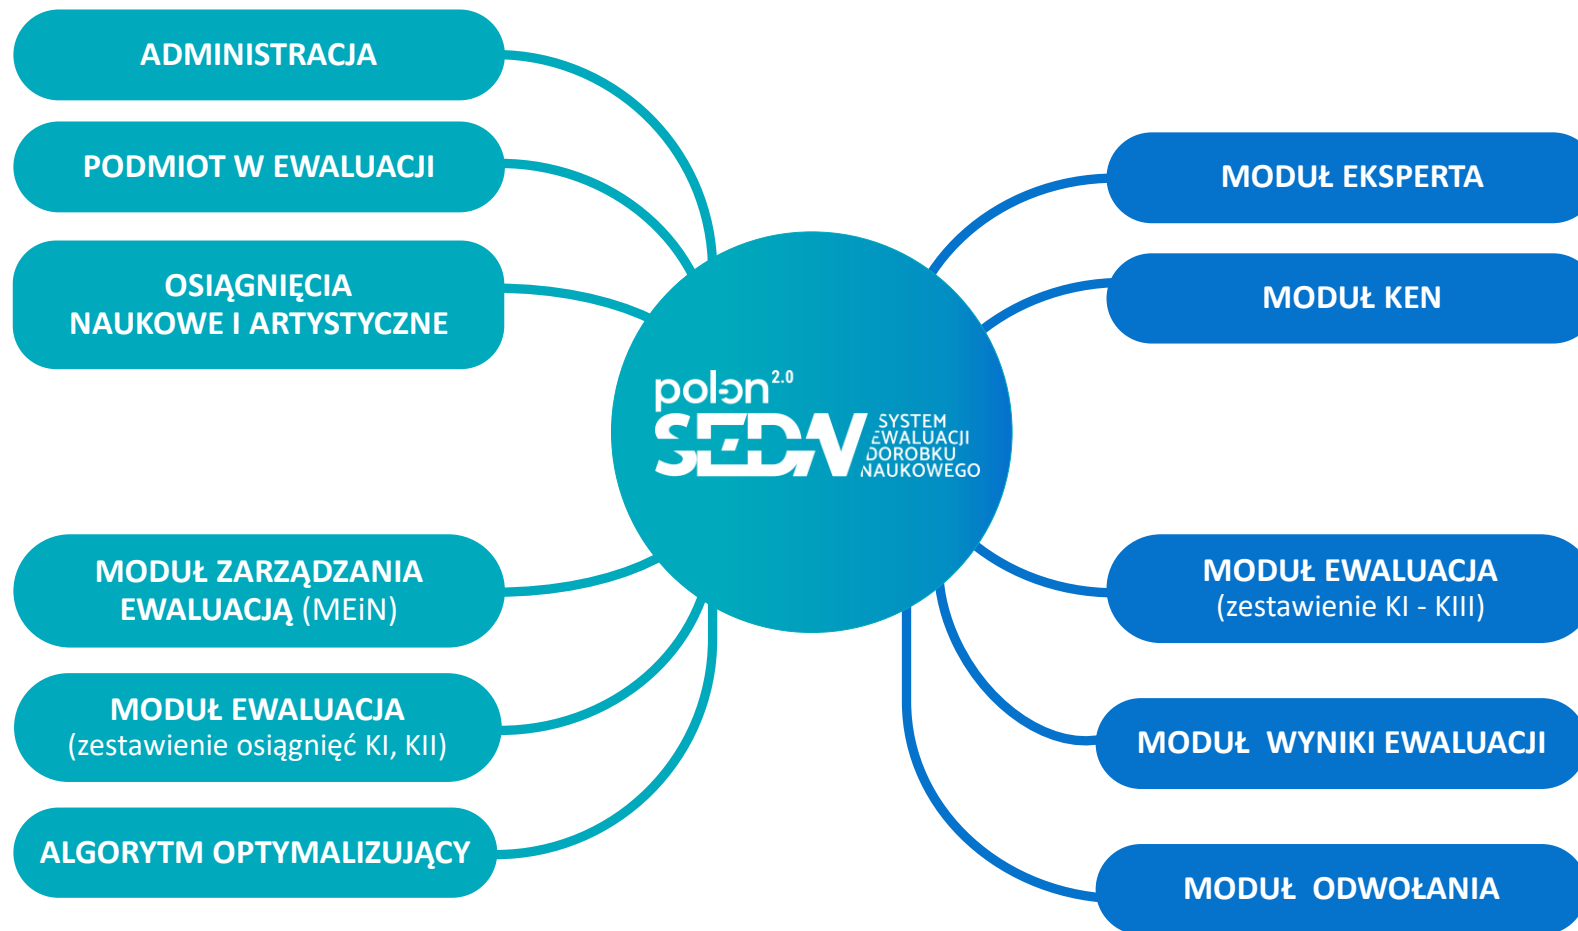 ADMINISTRACJA
PODMIOT W EWALUACJI
OSIĄGNIĘCIA
NAUKOWE I ARTYSTYCZNE
MODUŁ ZARZĄDZANIA
EWALUACJĄ (MEiN)
MODUŁ EWALUACJA
(zestawienie osiągnięć KI, KII)
ALGORYTM OPTYMALIZUJĄCY
polon 2.0
SEDN
SYSTEM
EWALUACJI
DOROBKU
NAUKOWEGO
MODUŁ EKSPERTA
MODUŁ KEN
MODUŁ EWALUACJA
(zestawienie KI - KIII)
MODUŁ WYNIKI EWALUACJI
MODUŁ ODWOŁANIA